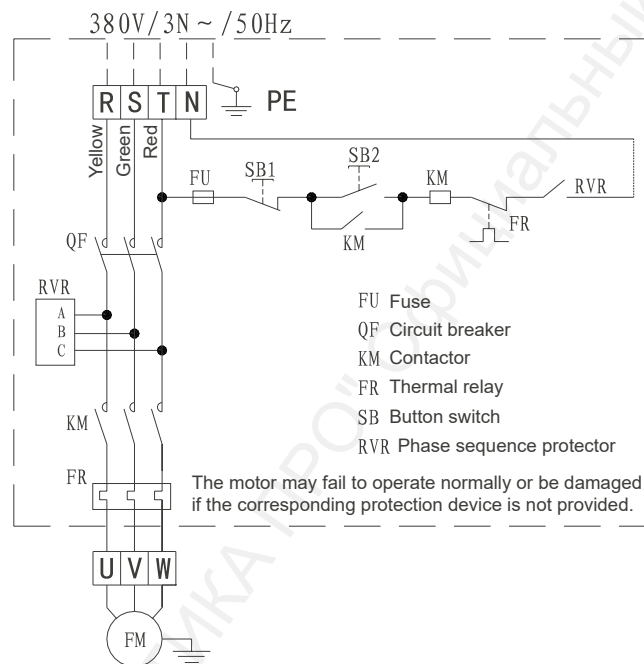 380V/3N ~ /50Hz
R S T N
PE
Yellow
Green
Red
FU
SB1
SB2
KM
RVR
KM
FR
QF
RVR
A
B
C
FU Fuse
QF Circuit breaker
KM Contactor
FR Thermal relay
SB Button switch
RVR Phase sequence protector
KM
FR
The motor may fail to operate normally or be damaged
if the corresponding protection device is not provided.
U V W
FM
ПРО" Официальный